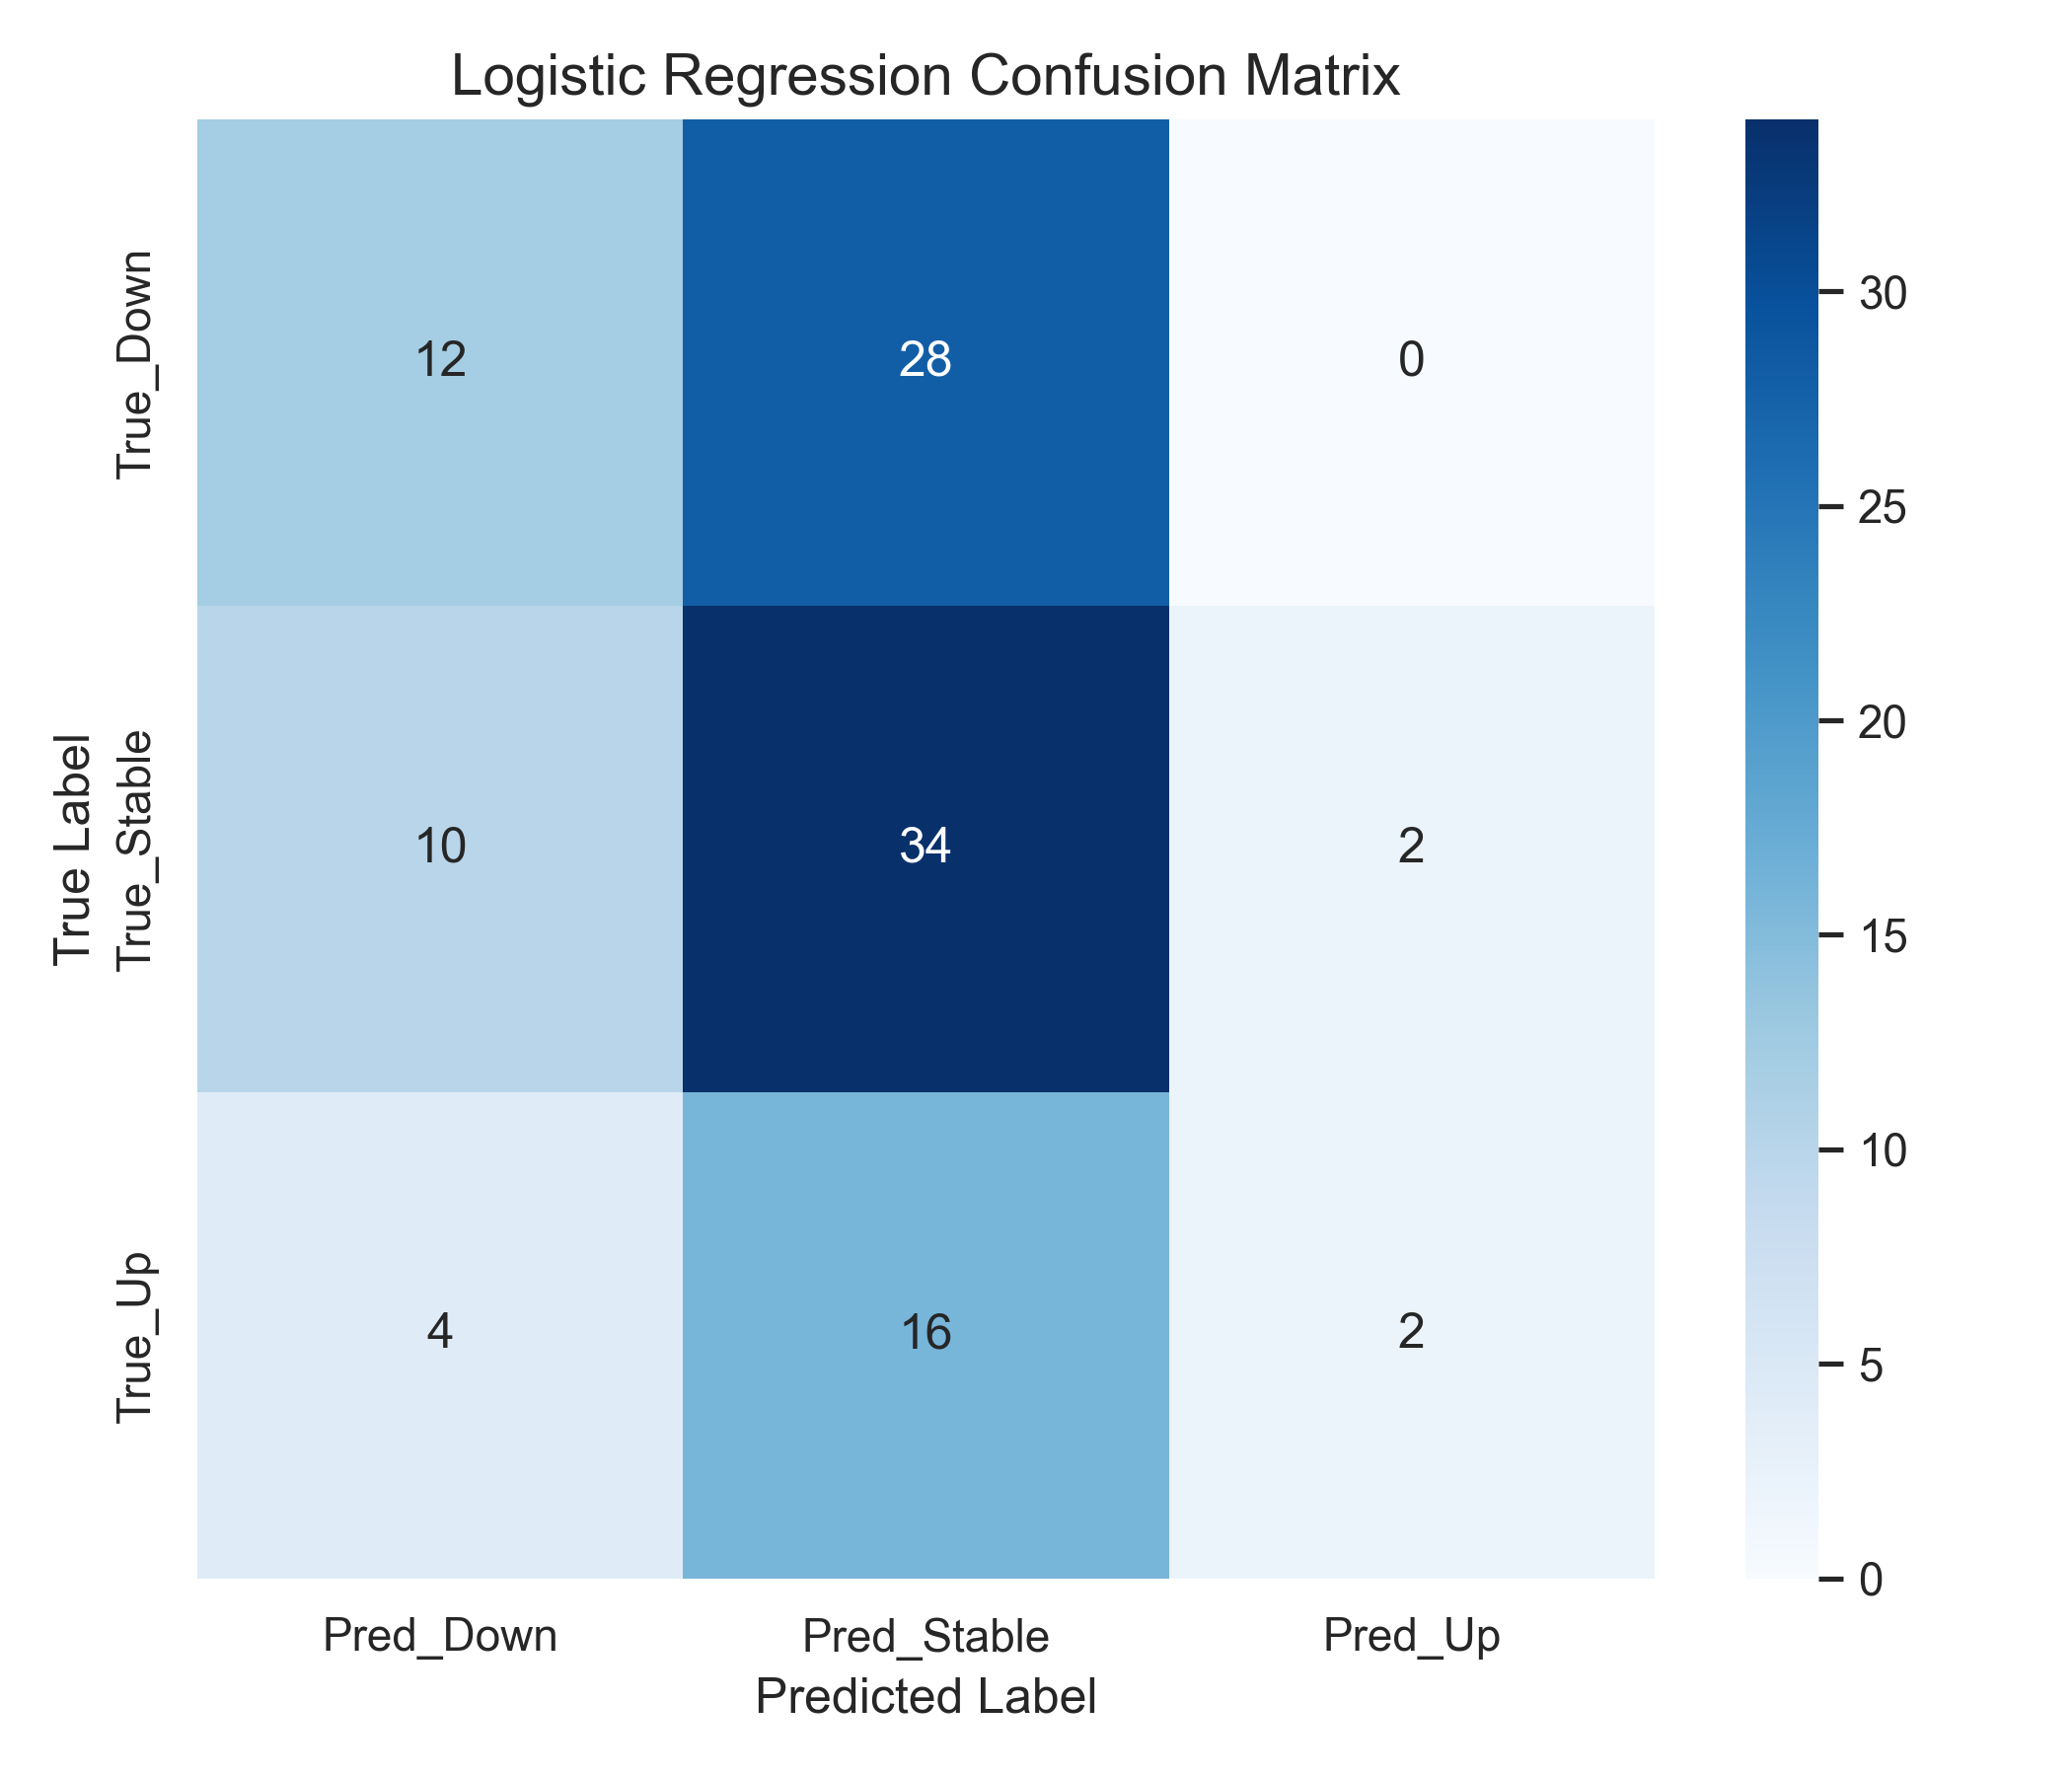 Logistic Regression Confusion Matrix
True Label
True_Down
12
28
0
True_Stable
10
34
2
True_Up
4
16
2
Pred_Down
Pred_Stable
Pred_Up
Predicted Label
30
25
20
15
10
5
0